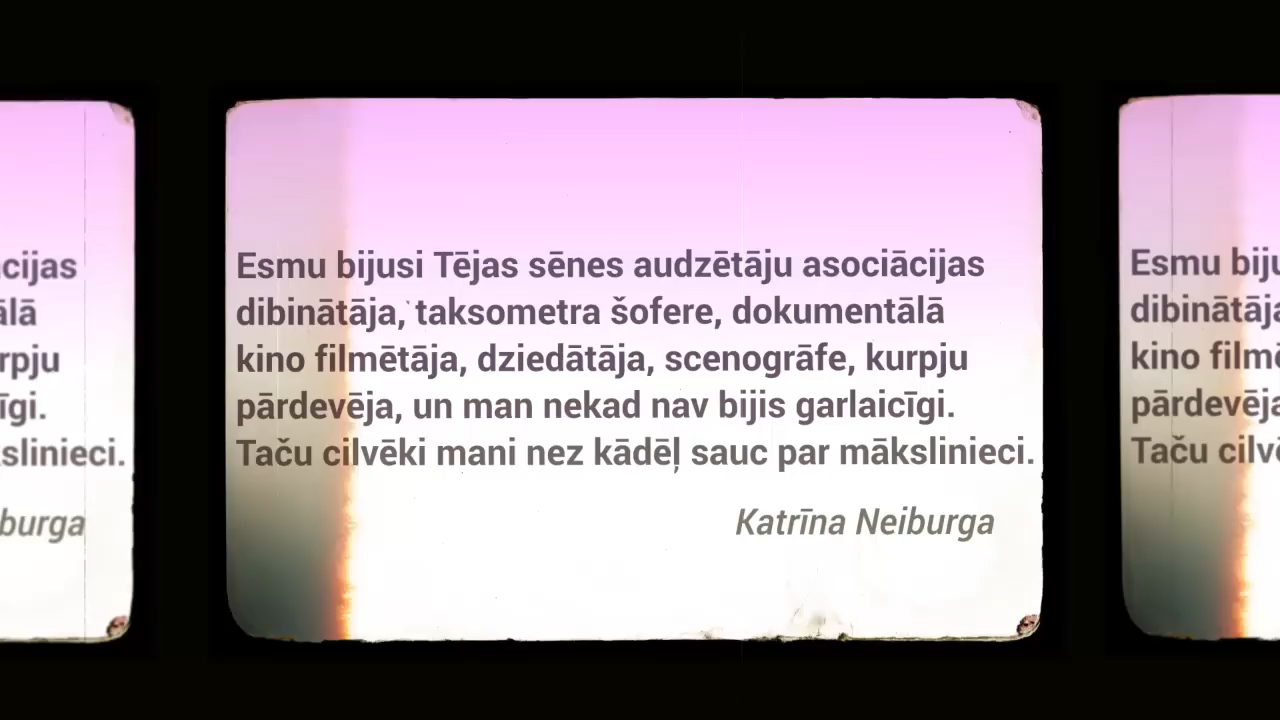 Esmu bijusi Tējas sēnes audzētāju asociācijas
dibinātāja, taksometra šofere, dokumentālā
kino filmētāja, dziedātāja, scenogrāfe, kurpju
pārdevēja, un man nekad nav bijis garlaicīgi.
Taču cilvēki mani nez kādēļ sauc par mākslinieci.
Katrīna Neiburga